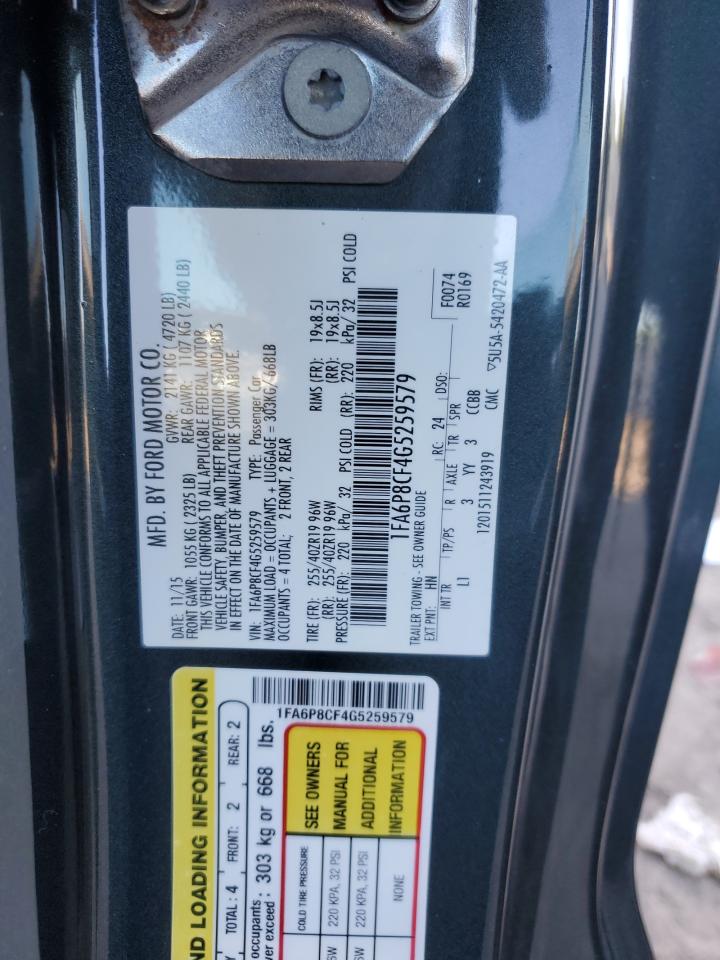 MFD. BY FORD MOTOR CO.
DATE: 11/15 GVWR: 2141 KG ( 4720 LB)
FRONT GAWR: 1055 KG ( 2325 LB) REAR GAWR: 1107 KG ( 2440 LB)
THIS VEHICLE CONFORMS TO ALL APPLICABLE FEDERAL MOTOR
VEHICLE SAFETY, BUMPER, AND THEFT PREVENTION STANDARDS
IN EFFECT ON THE DATE OF MANUFACTURE SHOWN ABOVE.
VIN: 1FA6P8CF4G5259579 TYPE: Passenger Car
MAXIMUM LOAD = OCCUPANTS + LUGGAGE = 303KG/ 668LB
OCCUPANTS = 4 TOTAL; 2 FRONT, 2 REAR
TIRE (FR): 255/40ZR19 96W RIMS (FR): 19x8.5J
(RR): 255/40ZR19 96W (RR): 19x8.5J
PRESSURE (FR): 220 kPa/ 32 PSI COLD (RR): 220 kPa/ 32 PSI COLD
1FA6P8CF4G5259579
TRAILER TOWING - SEE OWNER GUIDE F0074
EXT PNT: HN RC: 24 DSO: R0169
INT TR TP/PS R AXLE TR SPR
LI 3 YY 3 CCBB
1201511243919 CMC ▽5U5A-5420472-AA
ND LOADING INFORMATION
TOTAL : 4 FRONT: 2 REAR: 2
occupants :
ver exceed : 303 kg or 668 lbs.
1FA6P8CF4G5259579
COLD TIRE PRESSURE SEE OWNERS
6W 220 KPA, 32 PSI MANUAL FOR
6W 220 KPA, 32 PSI ADDITIONAL
NONE INFORMATION